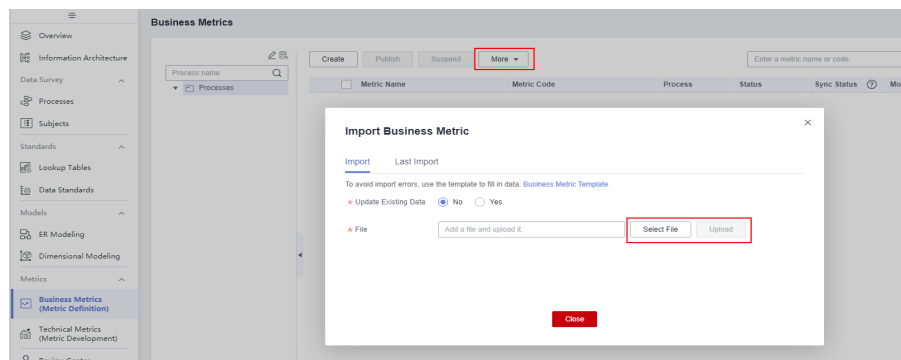 Business Metrics
Overview
Information Architecture
Data Survey
Processes
Subjects
Standards
Lookup Tables
Data Standards
Models
ER Modeling
Dimensional Modeling
Metrics
Business Metrics
(Metric Definition)
Technical Metrics
(Metric Development)
Review Center
Process name
Processes
Create Publish Suspend More
Enter a metric name or code.
Metric Name Metric Code Process Status Sync Status ? Mo
Import Business Metric
Import Last Import
To avoid import errors, use the template to fill in data. Business Metric Template
* Update Existing Data No Yes
* File Add a file and upload it. Select File Upload
Close